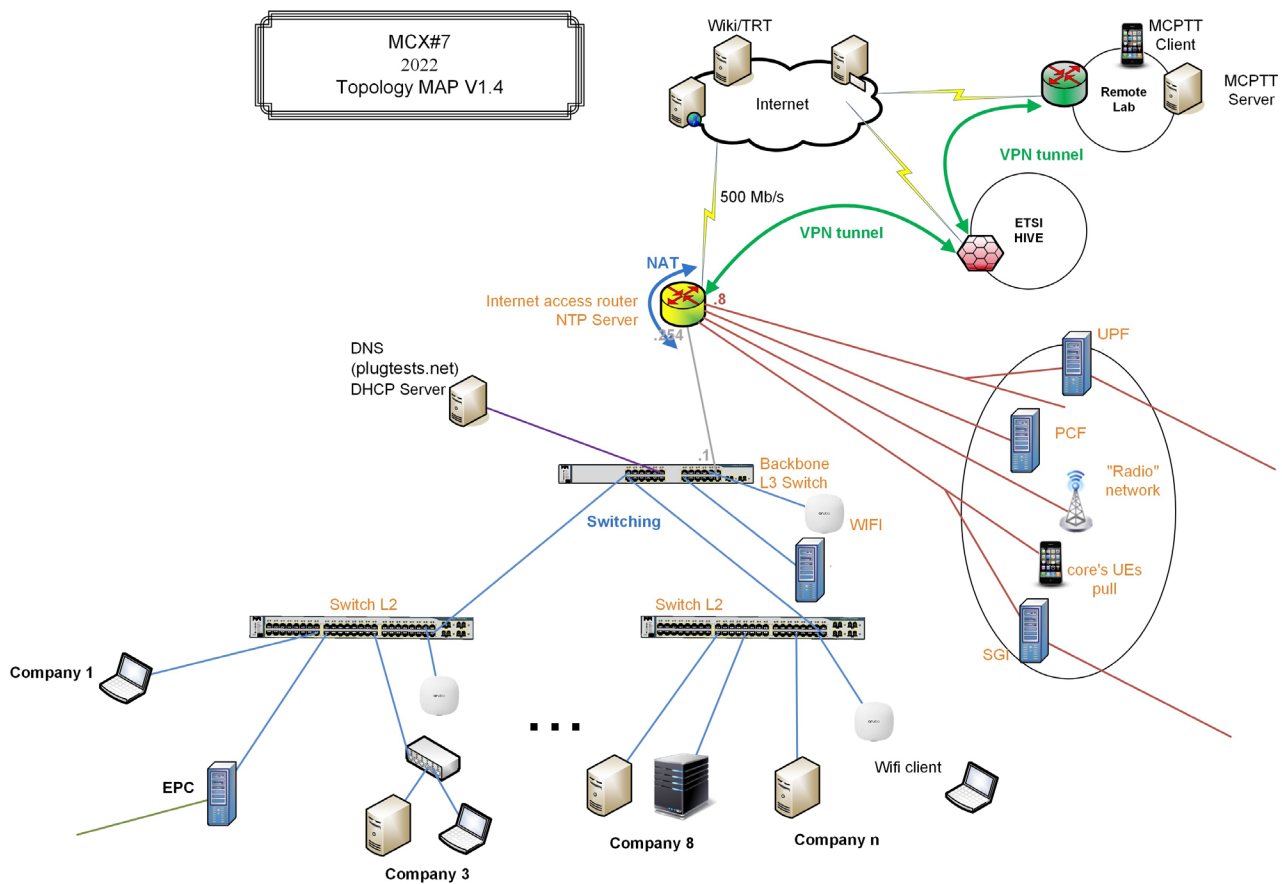 MCX#7
2022
Topology MAP V1.4
Wiki/TRT
Internet
MCPTT
Client
MCPTT
Server
Remote
Lab
VPN tunnel
500 Mb/s
ETSI
HIVE
VPN tunnel
NAT
Internet access router
NTP Server
.8
.254
DNS
(plugtests.net)
DHCP Server
UPF
PCF
"Radio"
network
core's UEs
pull
SGI
.1
Backbone
L3 Switch
WIFI
Switching
Switch L2
Switch L2
Company 1
...
EPC
Wifi client
Company 3
Company 8
Company n